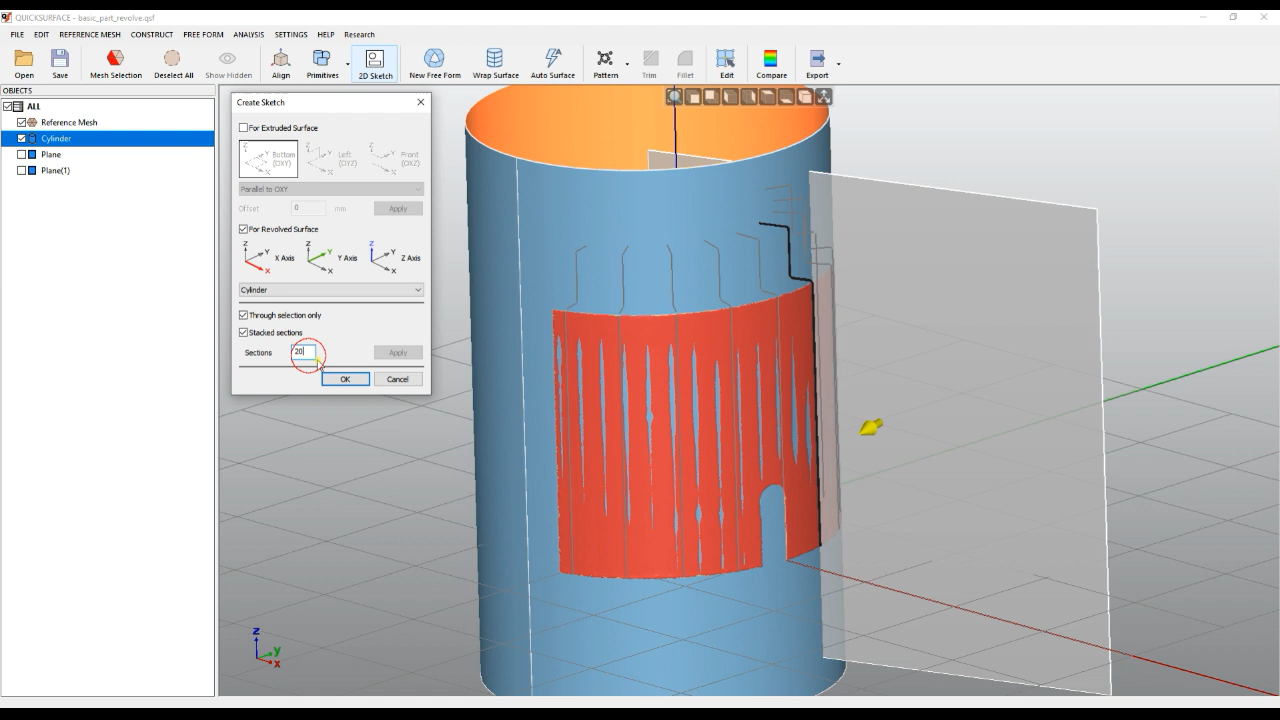 QUICKSURFACE - basic_part_revolve.qsf
FILE EDIT REFERENCE MESH CONSTRUCT FREE FORM ANALYSIS SETTINGS HELP Research
Open Save Mesh Selection Deselect All Show Hidden Align Primitives 2D Sketch New Free Form Wrap Surface Auto Surface Pattern Trim Fillet Edit Compare Export
OBJECTS
ALL
Reference Mesh
Cylinder
Plane
Plane(1)
Create Sketch
For Extruded Surface
Z Y X Bottom (OXY) Z Y X Left (OYZ) Z Y X Front (OXZ)
Parallel to OXY
Offset 0 mm Apply
For Revolved Surface
Z Y X X Axis Z Y X Y Axis Z Y X Z Axis
Cylinder
Through selection only
Stacked sections
Sections 20 Apply
OK Cancel
z
y
x